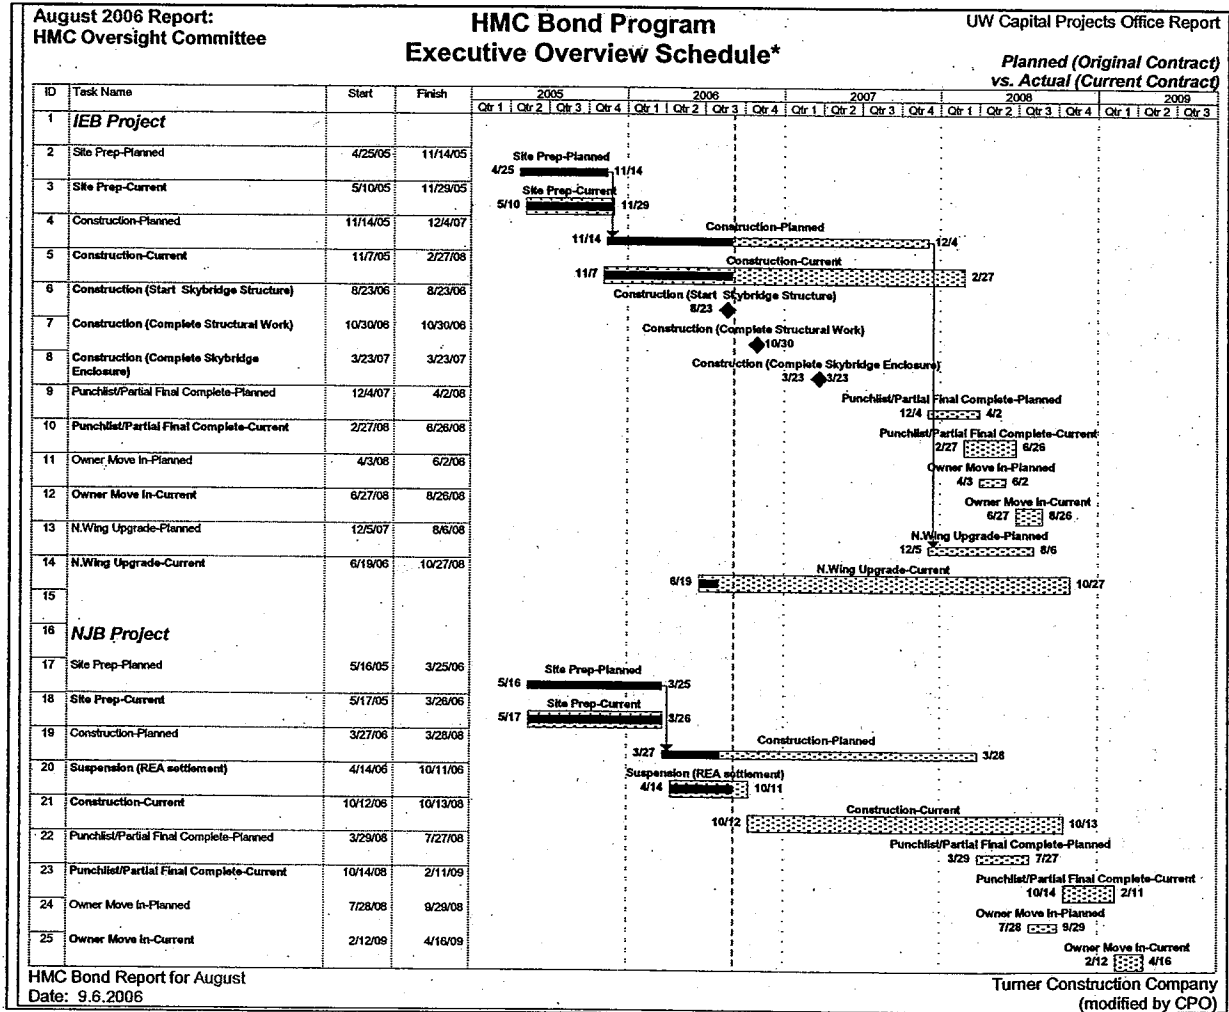 August 2006 Report:
HMC Oversight Committee
HMC Bond Program
Executive Overview Schedule*
UW Capital Projects Office Report
Planned (Original Contract)
vs. Actual (Current Contract)
ID Task Name Start Finish 2005 2006 2007 2008 2009
Qtr 1 Qtr 2 Qtr 3 Qtr 4 Qtr 1 Qtr 2 Qtr 3 Qtr 4 Qtr 1 Qtr 2 Qtr 3 Qtr 4 Qtr 1 Qtr 2 Qtr 3 Qtr 4 Qtr 1 Qtr 2 Qtr 3
1 IEB Project
2 Site Prep-Planned 4/25/05 11/14/05
Site Prep-Planned
4/25 11/14
3 Site Prep-Current 5/10/05 11/29/05
Site Prep-Current
5/10 11/29
4 Construction-Planned 11/14/05 12/4/07
Construction-Planned
11/14 12/4
5 Construction-Current 11/7/05 2/27/08
Construction-Current
11/7 2/27
6 Construction (Start Skybridge Structure) 8/23/06 8/23/06
Construction (Start Skybridge Structure)
8/23
7 Construction (Complete Structural Work) 10/30/06 10/30/06
Construction (Complete Structural Work)
10/30
8 Construction (Complete Skybridge
Enclosure) 3/23/07 3/23/07
Construction (Complete Skybridge Enclosure)
3/23 3/23
9 Punchlist/Partial Final Complete-Planned 12/4/07 4/2/08
Punchlist/Partial Final Complete-Planned
12/4 4/2
10 Punchlist/Partial Final Complete-Current 2/27/08 6/26/08
Punchlist/Partial Final Complete-Current
2/27 6/26
11 Owner Move In-Planned 4/3/08 6/2/08
Owner Move In-Planned
4/3 6/2
12 Owner Move In-Current 6/27/08 8/26/08
Owner Move In-Current
6/27 8/26
13 N.Wing Upgrade-Planned 12/5/07 8/6/08
N.Wing Upgrade-Planned
12/5 8/6
14 N.Wing Upgrade-Current 6/19/06 10/27/08
N.Wing Upgrade-Current
6/19 10/27
15
16 NJB Project
17 Site Prep-Planned 5/16/05 3/25/06
Site Prep-Planned
5/16 3/25
18 Site Prep-Current 5/17/05 3/26/06
Site Prep-Current
5/17 3/26
19 Construction-Planned 3/27/06 3/28/08
Construction-Planned
3/27 3/28
20 Suspension (REA settlement) 4/14/06 10/11/06
Suspension (REA settlement)
4/14 10/11
21 Construction-Current 10/12/06 10/13/08
Construction-Current
10/12 10/13
22 Punchlist/Partial Final Complete-Planned 3/29/08 7/27/08
Punchlist/Partial Final Complete-Planned
3/29 7/27
23 Punchlist/Partial Final Complete-Current 10/14/08 2/11/09
Punchlist/Partial Final Complete-Current
10/14 2/11
24 Owner Move In-Planned 7/28/08 9/29/08
Owner Move In-Planned
7/28 9/29
25 Owner Move In-Current 2/12/09 4/16/09
Owner Move In-Current
2/12 4/16
HMC Bond Report for August
Date: 9.6.2006
Turner Construction Company
(modified by CPO)